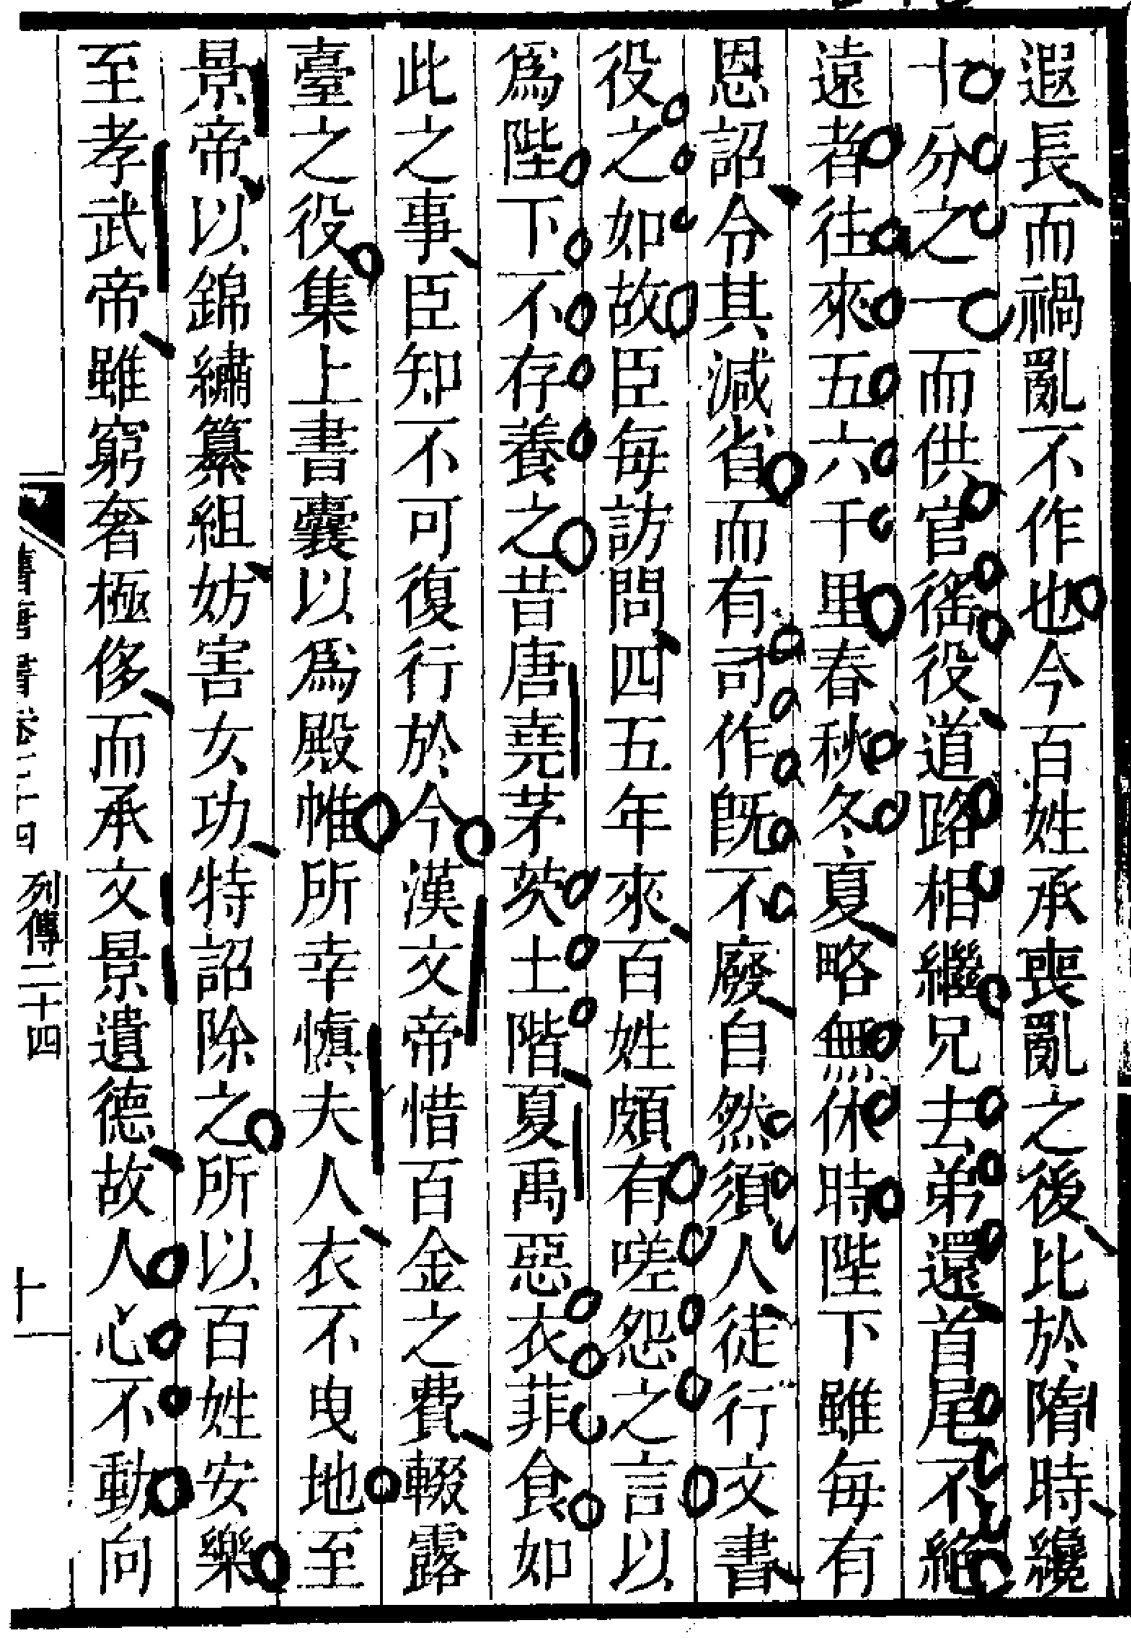 遐長而禍亂不作也今百姓承喪亂之後比於隋時纔
十分之一而供官徭役道路相繼兄去弟還首尾不絶
遠者往來五六千里春秋冬夏略無休時陛下雖每有
恩詔令其減省而有司作旣不廢自然須人徒行文書
役之如故臣每訪問四五年來百姓頗有嗟怨之言以
爲陛下不存養之昔唐堯茅茨土階夏禹惡衣菲食如
此之事臣知不可復行於今漢文帝惜百金之費輟露
臺之役集上書囊以爲殿帷所幸愼夫人衣不曳地至
景帝以錦繡纂組妨害女功特詔除之所以百姓安樂
至孝武帝雖窮奢極侈而承文景遺德故人心不動向
舊唐書卷七十四 列傳二十四 十